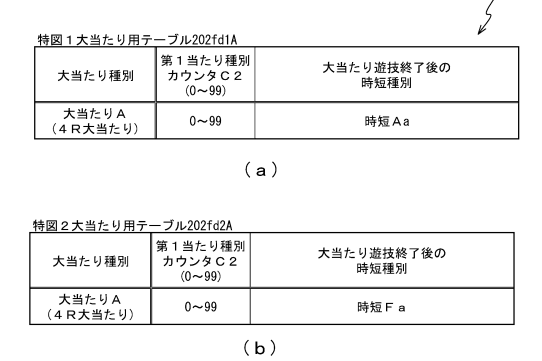 特図1大当たり用テーブル202fd1A
大当たり種別
第1当たり種別
カウンタC2
(0～99)
大当たり遊技終了後の
時短種別
大当たりA
(4R大当たり)
0～99
時短Aa
(a)
特図2大当たり用テーブル202fd2A
大当たり種別
第1当たり種別
カウンタC2
(0～99)
大当たり遊技終了後の
時短種別
大当たりA
(4R大当たり)
0～99
時短Fa
(b)